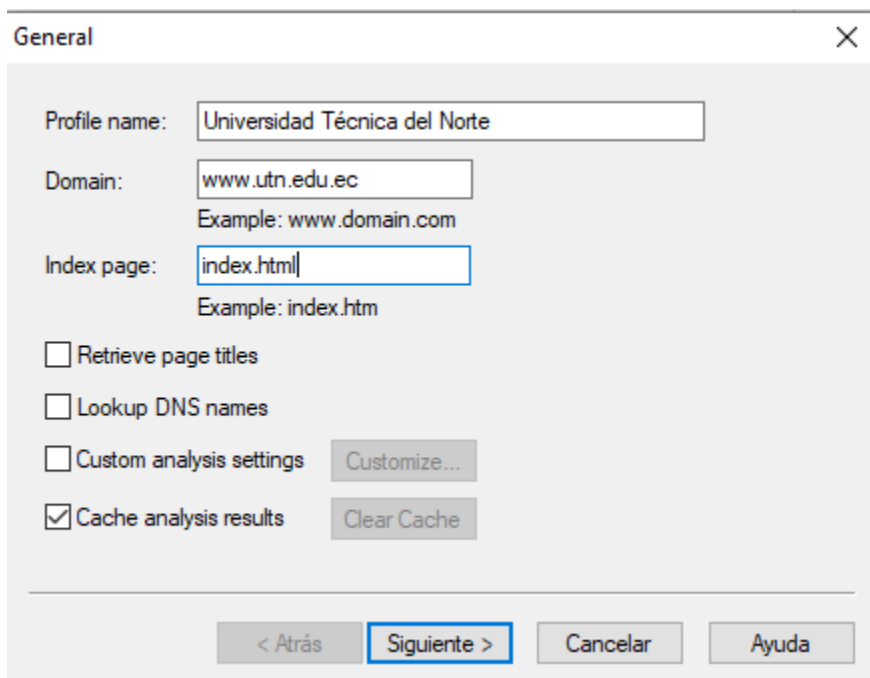 General
Profile name: Universidad Técnica del Norte
Domain: www.utn.edu.ec
Example: www.domain.com
Index page: index.html
Example: index.htm
Retrieve page titles
Lookup DNS names
Custom analysis settings Customize...
Cache analysis results Clear Cache
< Atrás Siguiente > Cancelar Ayuda